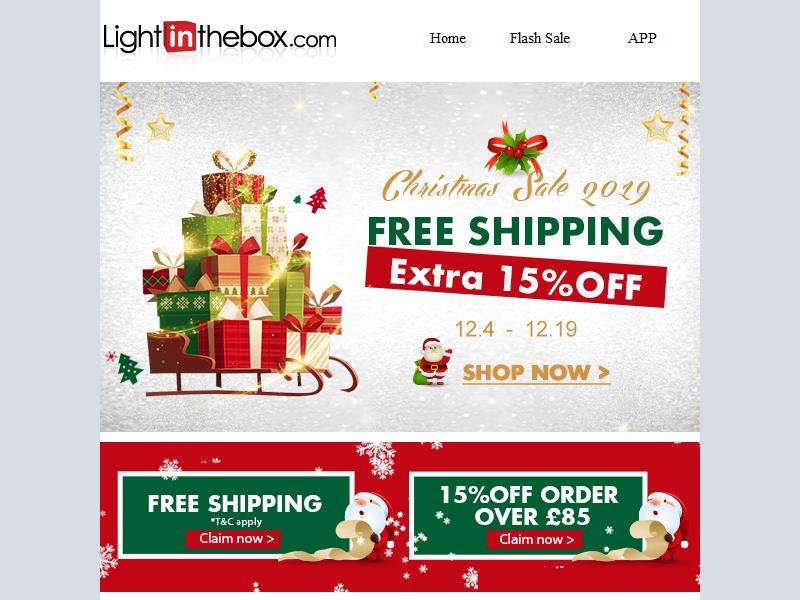 Lightinthebox.com
Home Flash Sale APP
Christmas Sale 2019
FREE SHIPPING
Extra 15%OFF
12.4 - 12.19
SHOP NOW >
FREE SHIPPING
*T&C apply
Claim now >
15%OFF ORDER
OVER £85
Claim now >